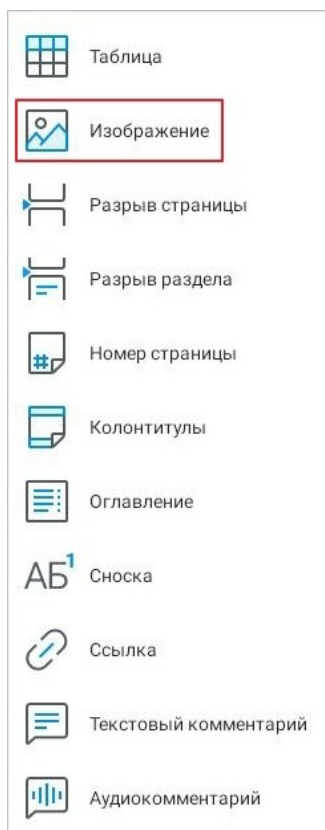 Таблица
Изображение
Разрыв страницы
Разрыв раздела
# Номер страницы
Колонтитулы
Оглавление
АБ1 Сноска
Ссылка
Текстовый комментарий
Аудиокомментарий